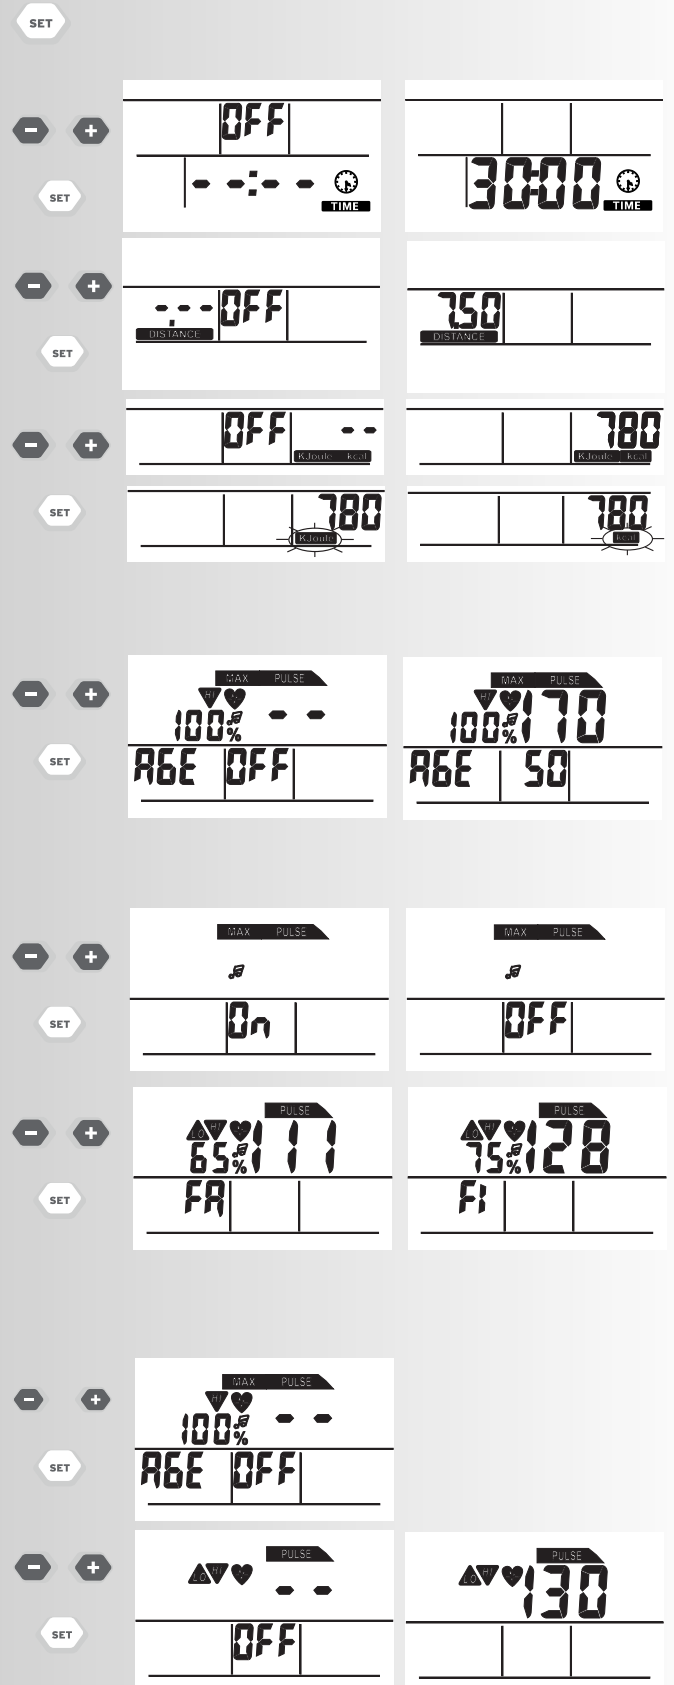 SET
OFF
- -:- -
TIME
30:00
TIME
SET
-.-- OFF
DISTANCE
7.50
DISTANCE
SET
OFF --
KJoule kcal
780
KJoule kcal
SET
780
KJoule
780
kcal
MAX PULSE
HI
100% - -
AGE OFF
MAX PULSE
HI
100% 170
AGE 50
SET
MAX PULSE
On
MAX PULSE
OFF
SET
PULSE
LO HI
65% 111
FA
PULSE
LO HI
75% 128
FI
SET
MAX PULSE
HI
100% - -
AGE OFF
SET
PULSE
LO HI
- -
OFF
PULSE
LO HI
130
SET